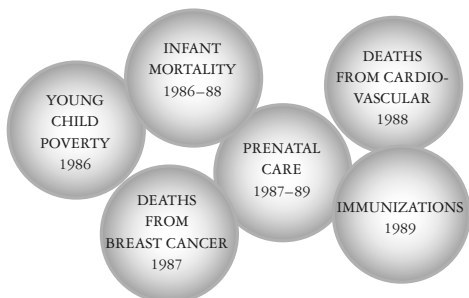 INFANT
MORTALITY
1986–88
DEATHS
FROM CARDIO-
VASCULAR
1988
YOUNG
CHILD
POVERTY
1986
PRENATAL
CARE
1987–89
DEATHS
FROM
BREAST CANCER
1987
IMMUNIZATIONS
1989